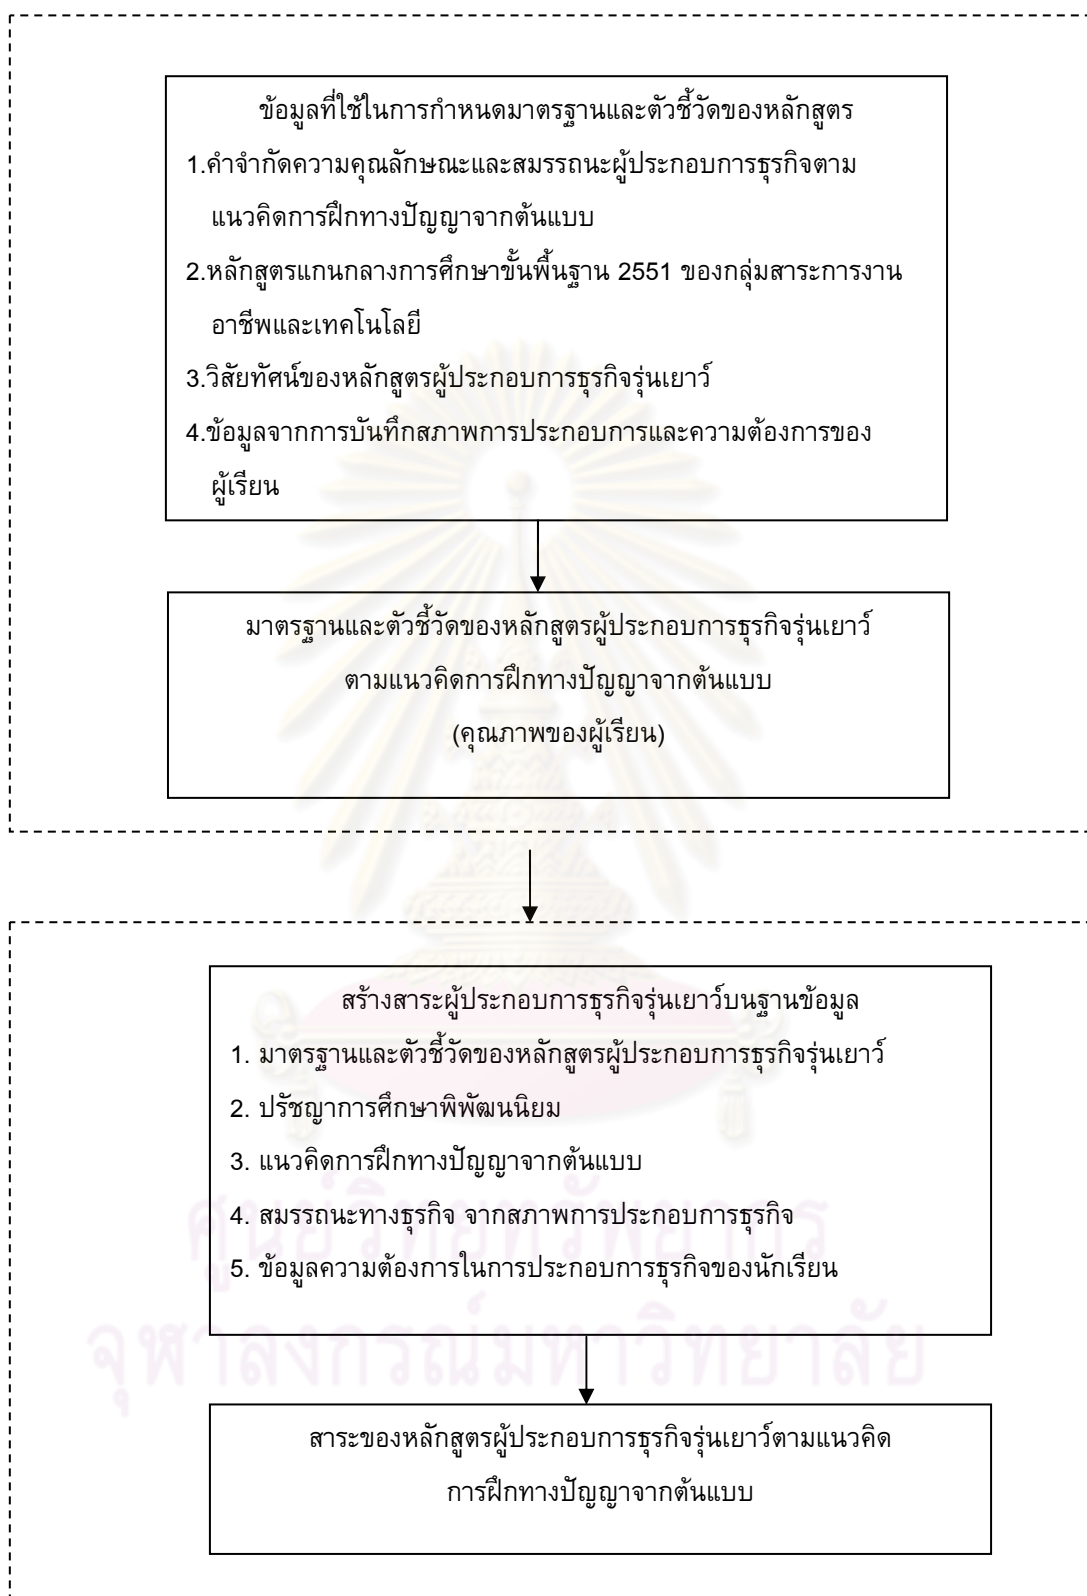 ข้อมูลที่ใช้ในการกำหนดมาตรฐานและตัวชี้วัดของหลักสูตร
1.คำจำกัดความคุณลักษณะและสมรรถนะผู้ประกอบการธุรกิจตาม
แนวคิดการฝึกทางปัญญาจากต้นแบบ
2.หลักสูตรแกนกลางการศึกษาขั้นพื้นฐาน 2551 ของกลุ่มสาระการงาน
อาชีพและเทคโนโลยี
3.วิสัยทัศน์ของหลักสูตรผู้ประกอบการธุรกิจรุ่นเยาว์
4.ข้อมูลจากการบันทึกสภาพการประกอบการและความต้องการของ
ผู้เรียน
มาตรฐานและตัวชี้วัดของหลักสูตรผู้ประกอบการธุรกิจรุ่นเยาว์
ตามแนวคิดการฝึกทางปัญญาจากต้นแบบ
(คุณภาพของผู้เรียน)
สร้างสาระผู้ประกอบการธุรกิจรุ่นเยาว์บนฐานข้อมูล
1. มาตรฐานและตัวชี้วัดของหลักสูตรผู้ประกอบการธุรกิจรุ่นเยาว์
2. ปรัชญาการศึกษาพิพัฒนนิยม
3. แนวคิดการฝึกทางปัญญาจากต้นแบบ
4. สมรรถนะทางธุรกิจ จากสภาพการประกอบการธุรกิจ
5. ข้อมูลความต้องการในการประกอบการธุรกิจของนักเรียน
ศูนย์วิทยทรัพยากร
จุฬาลงกรณ์มหาวิทยาลัย
สาระของหลักสูตรผู้ประกอบการธุรกิจรุ่นเยาว์ตามแนวคิด
การฝึกทางปัญญาจากต้นแบบ